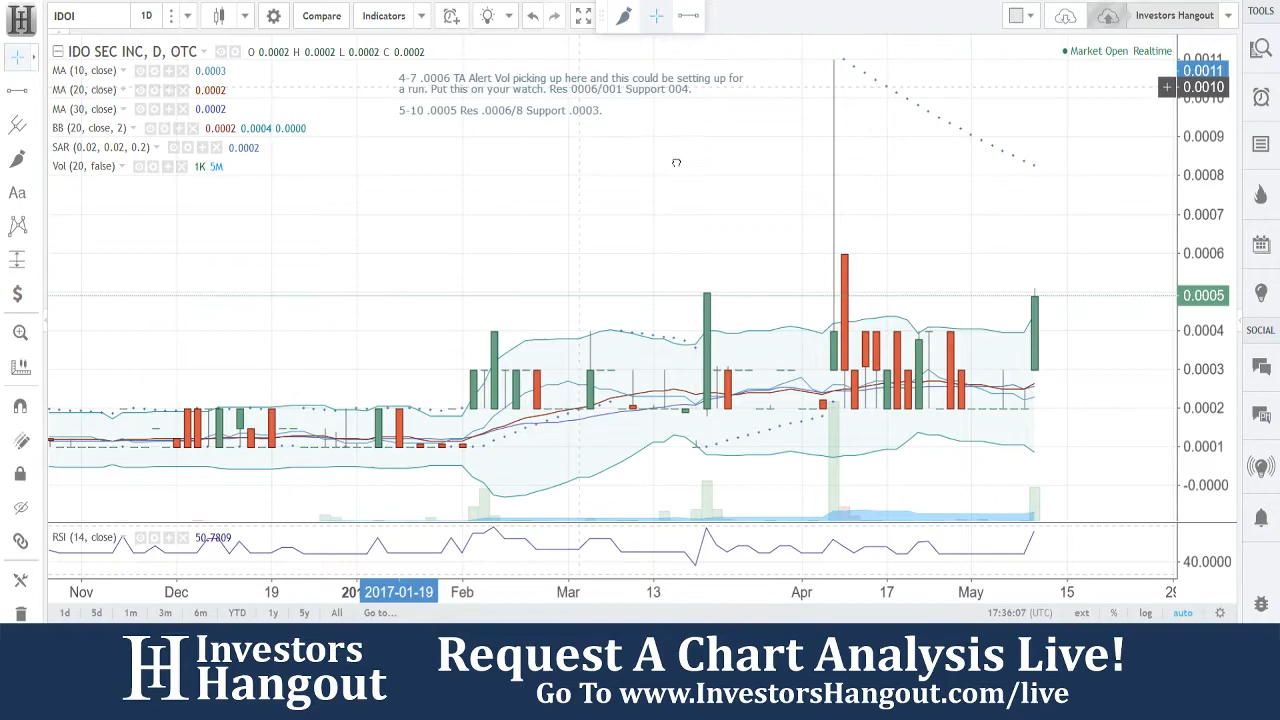 IDOI
1D
Compare
Indicators
Investors Hangout
TOOLS
IDO SEC INC, D, OTC
O 0.0002 H 0.0002 L 0.0002 C 0.0002
Market Open Realtime
MA (10, close)
0.0003
MA (20, close)
0.0002
MA (30, close)
0.0002
BB (20, close, 2)
0.0002 0.0004 0.0000
SAR (0.02, 0.02, 0.2)
0.0002
Vol (20, false)
1K 5M
4-7 .0006 TA Alert Vol picking up here and this could be setting up for
a run. Put this on your watch. Res 0006/001 Support 004.
5-10 .0005 Res .0006/8 Support .0003.
0.0011
0.0011
0.0010
0.0010
0.0009
0.0008
0.0007
0.0006
0.0005
0.0004
0.0003
0.0002
0.0001
-0.0000
Aa
$
SOCIAL
RSI (14, close)
50.7809
40.0000
Nov
Dec
19
201
2017-01-19
Feb
Mar
13
Apr
17
May
15
29
1d
5d
1m
3m
6m
YTD
1y
5y
All
Go to...
17:36:07 (UTC)
ext
%
log
auto
H
Investors
Hangout
Request A Chart Analysis Live!
Go To www.InvestorsHangout.com/live